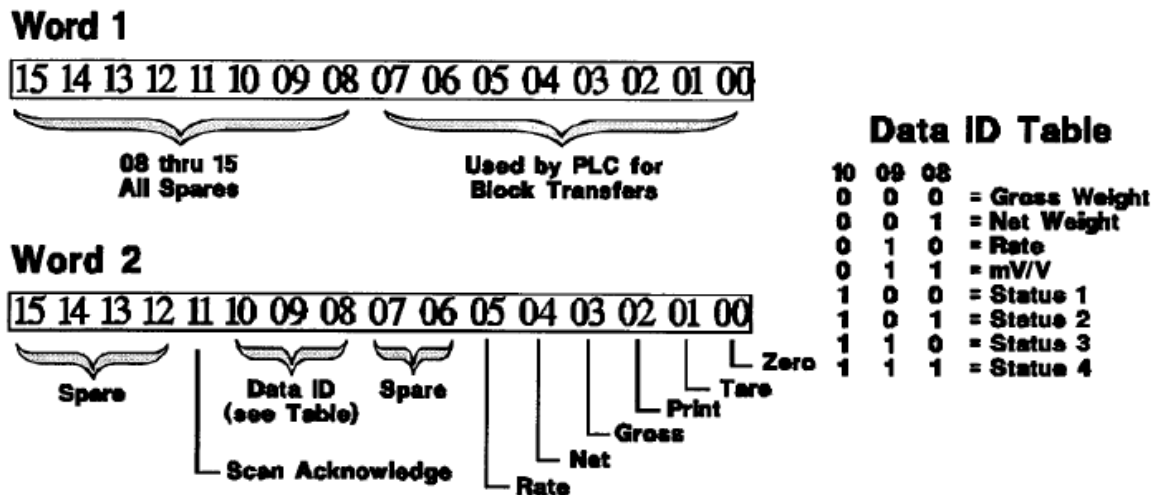 Word 1
15 14 13 12 11 10 09 08 07 06 05 04 03 02 01 00
08 thru 15
All Spares
Used by PLC for
Block Transfers
Word 2
15 14 13 12 11 10 09 08 07 06 05 04 03 02 01 00
Spare
Data ID
(see Table)
Spare
Zero
Tare
Print
Gross
Net
Scan Acknowledge
Rate
Data ID Table
10 09 08
0 0 0 = Gross Weight
0 0 1 = Net Weight
0 1 0 = Rate
0 1 1 = mV/V
1 0 0 = Status 1
1 0 1 = Status 2
1 1 0 = Status 3
1 1 1 = Status 4